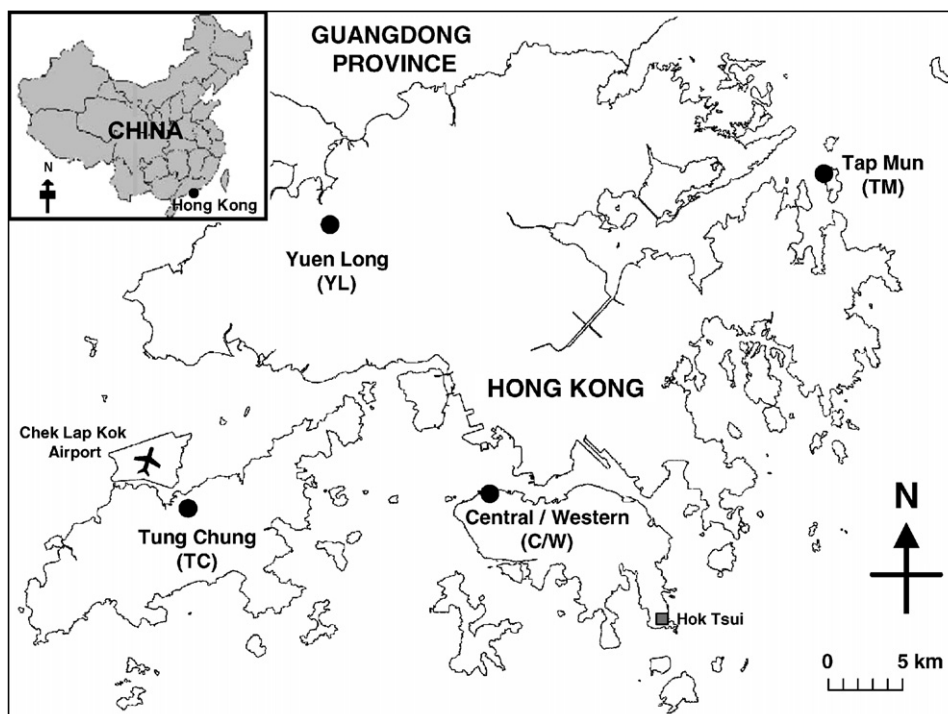 GUANGDONG
PROVINCE
CHINA
N
Hong Kong
Tap Mun
(TM)
Yuen Long
(YL)
HONG KONG
Chek Lap Kok
Airport
Tung Chung
(TC)
Central / Western
(C/W)
N
Hok Tsui
0 5 km